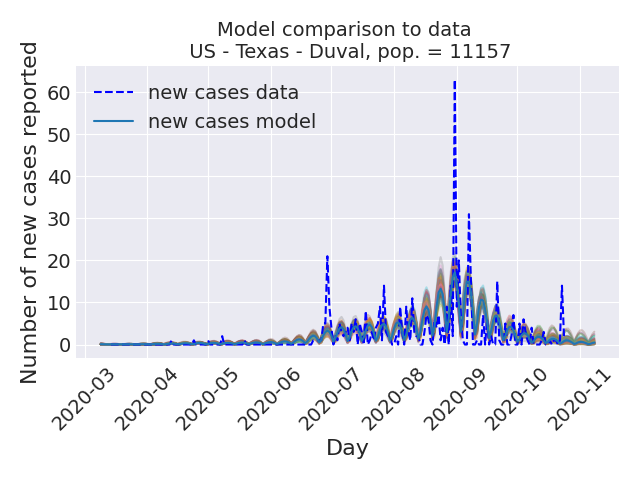 Model comparison to data
US - Texas - Duval, pop. = 11157
Number of new cases reported
60
50
40
30
20
10
0
new cases data
new cases model
2020-03
2020-04
2020-05
2020-06
2020-07
2020-08
2020-09
2020-10
2020-11
Day